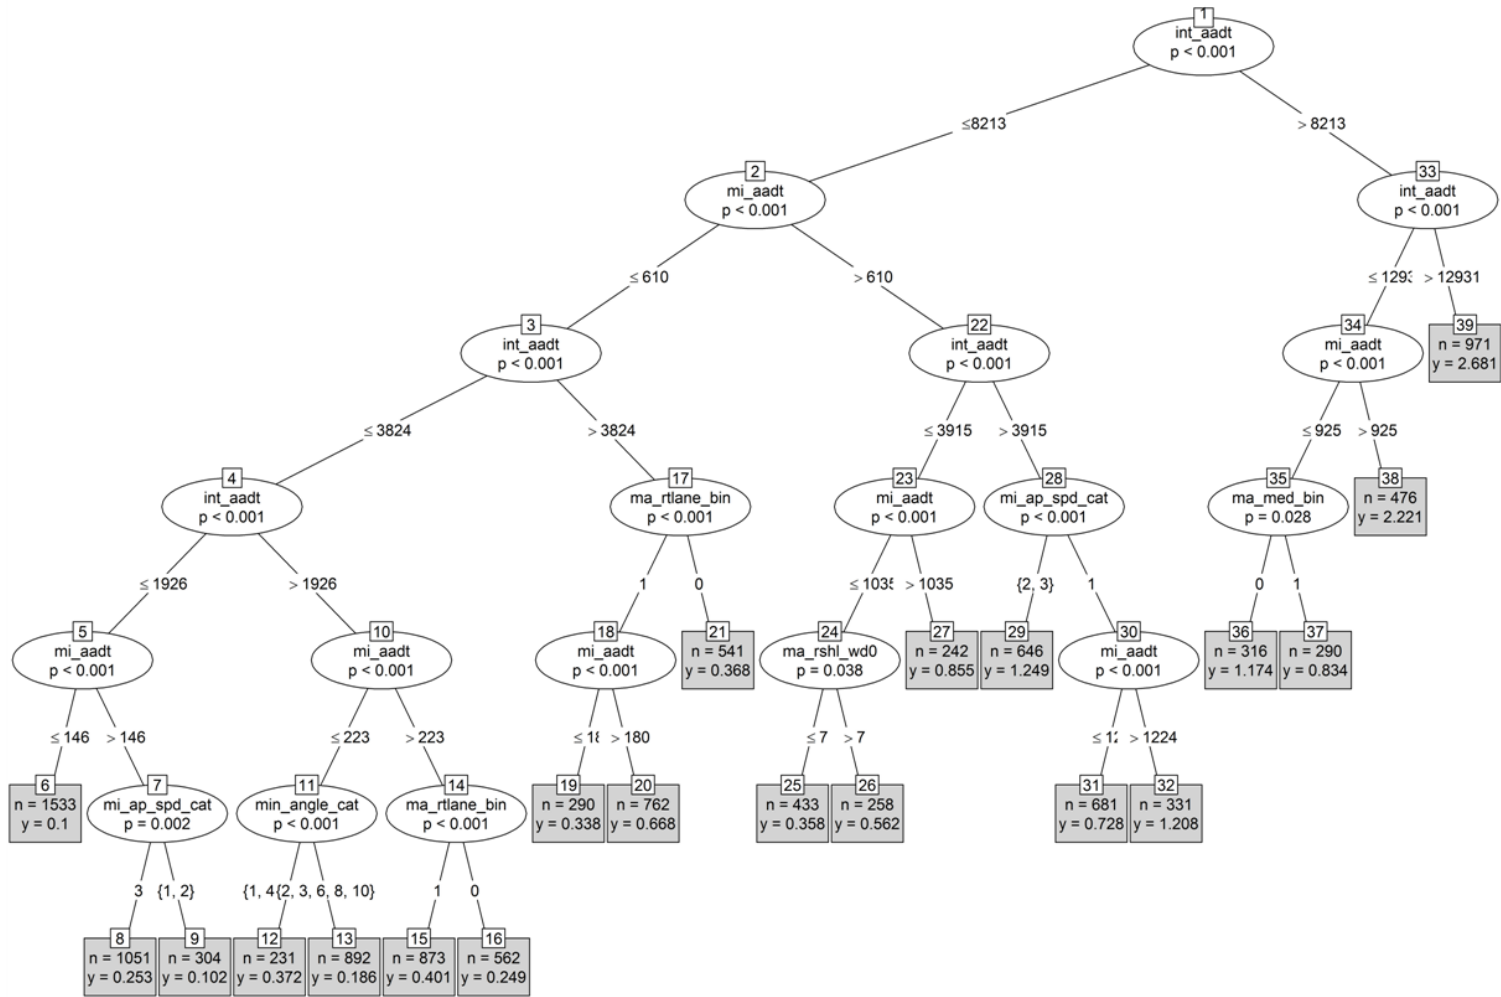 1
int_aadt
p < 0.001
≤8213
> 8213
2
mi_aadt
p < 0.001
33
int_aadt
p < 0.001
≤ 610
> 610
≤ 1293
> 12931
3
int_aadt
p < 0.001
22
int_aadt
p < 0.001
34
mi_aadt
p < 0.001
39
n = 971
y = 2.681
≤ 3824
> 3824
≤ 3915
> 3915
≤ 925
> 925
4
int_aadt
p < 0.001
17
ma_rtlane_bin
p < 0.001
23
mi_aadt
p < 0.001
28
mi_ap_spd_cat
p < 0.001
35
ma_med_bin
p = 0.028
38
n = 476
y = 2.221
≤ 1926
> 1926
1
0
≤ 1035
> 1035
{2, 3}
1
0
1
5
mi_aadt
p < 0.001
10
mi_aadt
p < 0.001
18
mi_aadt
p < 0.001
21
n = 541
y = 0.368
24
ma_rshl_wd0
p = 0.038
27
n = 242
y = 0.855
29
n = 646
y = 1.249
30
mi_aadt
p < 0.001
36
n = 316
y = 1.174
37
n = 290
y = 0.834
≤ 146
> 146
≤ 223
> 223
≤ 18
> 180
≤ 7
> 7
≤ 12
> 1224
6
n = 1533
y = 0.1
7
mi_ap_spd_cat
p = 0.002
11
min_angle_cat
p < 0.001
14
ma_rtlane_bin
p < 0.001
19
n = 290
y = 0.338
20
n = 762
y = 0.668
25
n = 433
y = 0.358
26
n = 258
y = 0.562
31
n = 681
y = 0.728
32
n = 331
y = 1.208
3
{1, 2}
{1, 4
{2, 3, 6, 8, 10}
1
0
8
n = 1051
y = 0.253
9
n = 304
y = 0.102
12
n = 231
y = 0.372
13
n = 892
y = 0.186
15
n = 873
y = 0.401
16
n = 562
y = 0.249